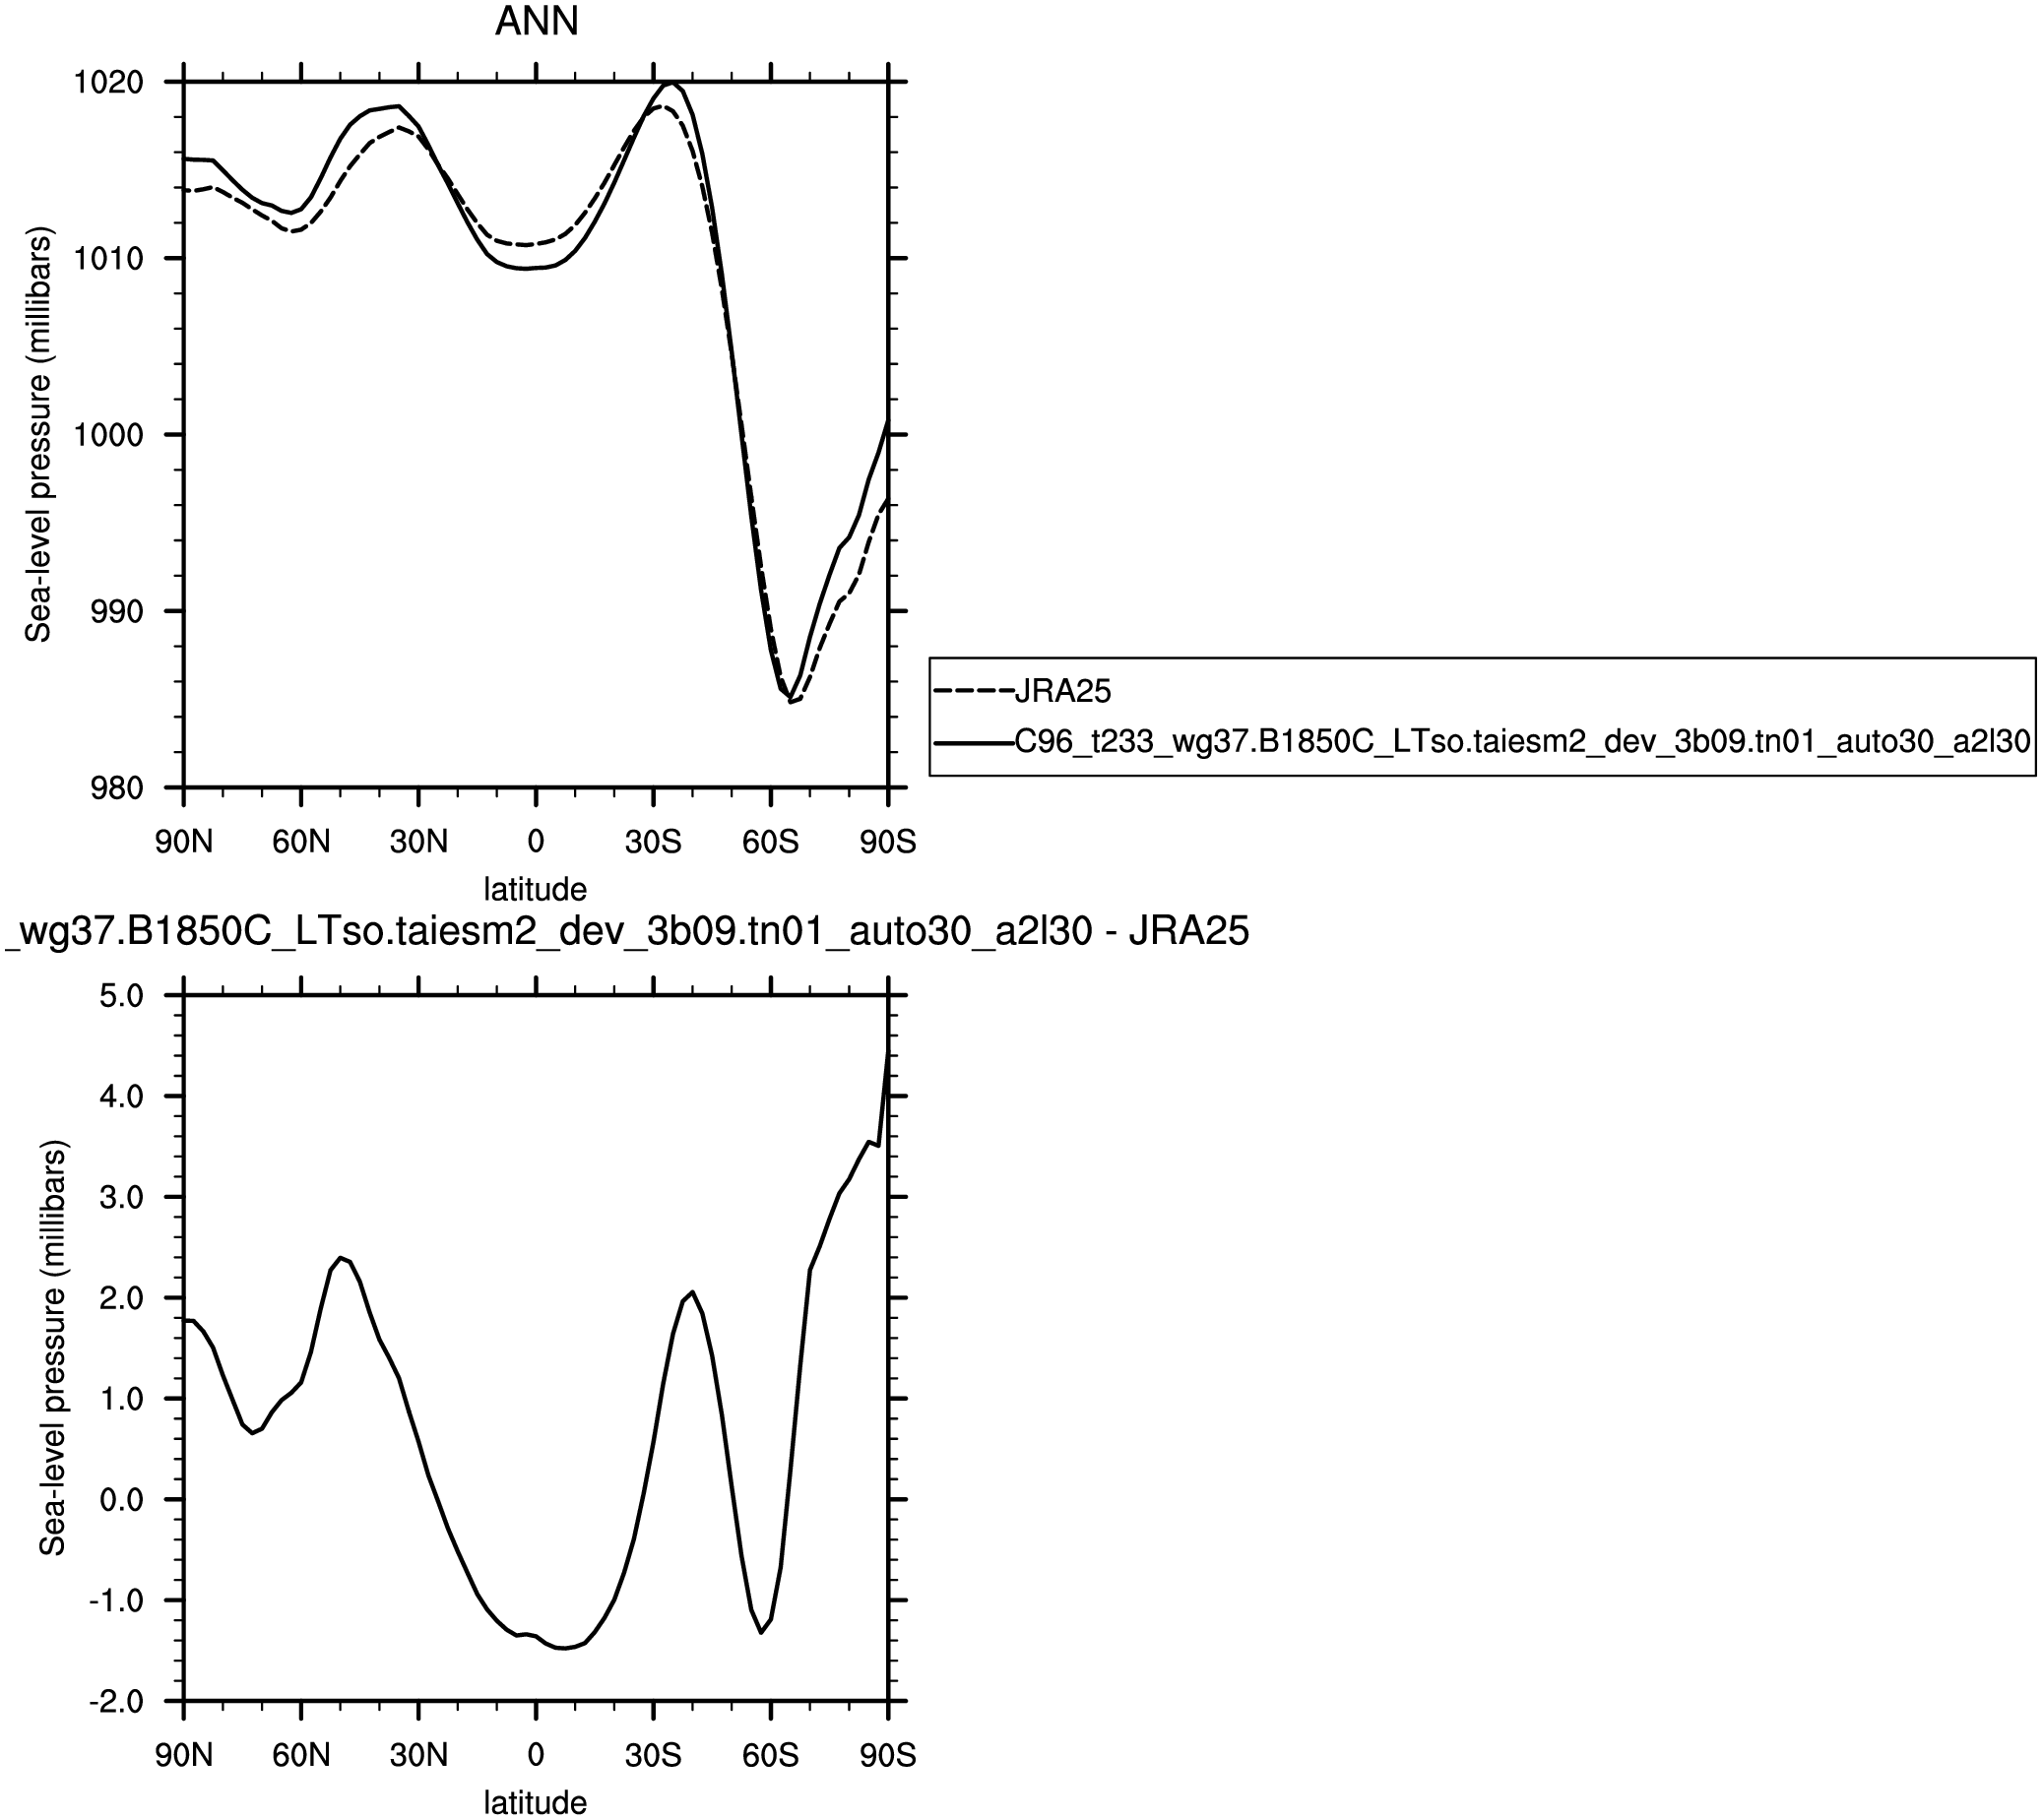 ANN
Sea-level pressure (millibars)
1020
1010
1000
990
980
90N 60N 30N 0 30S 60S 90S
latitude
JRA25
C96_t233_wg37.B1850C_LTso.taiesm2_dev_3b09.tn01_auto30_a2l30
_wg37.B1850C_LTso.taiesm2_dev_3b09.tn01_auto30_a2l30 - JRA25
Sea-level pressure (millibars)
5.0
4.0
3.0
2.0
1.0
0.0
-1.0
-2.0
90N 60N 30N 0 30S 60S 90S
latitude